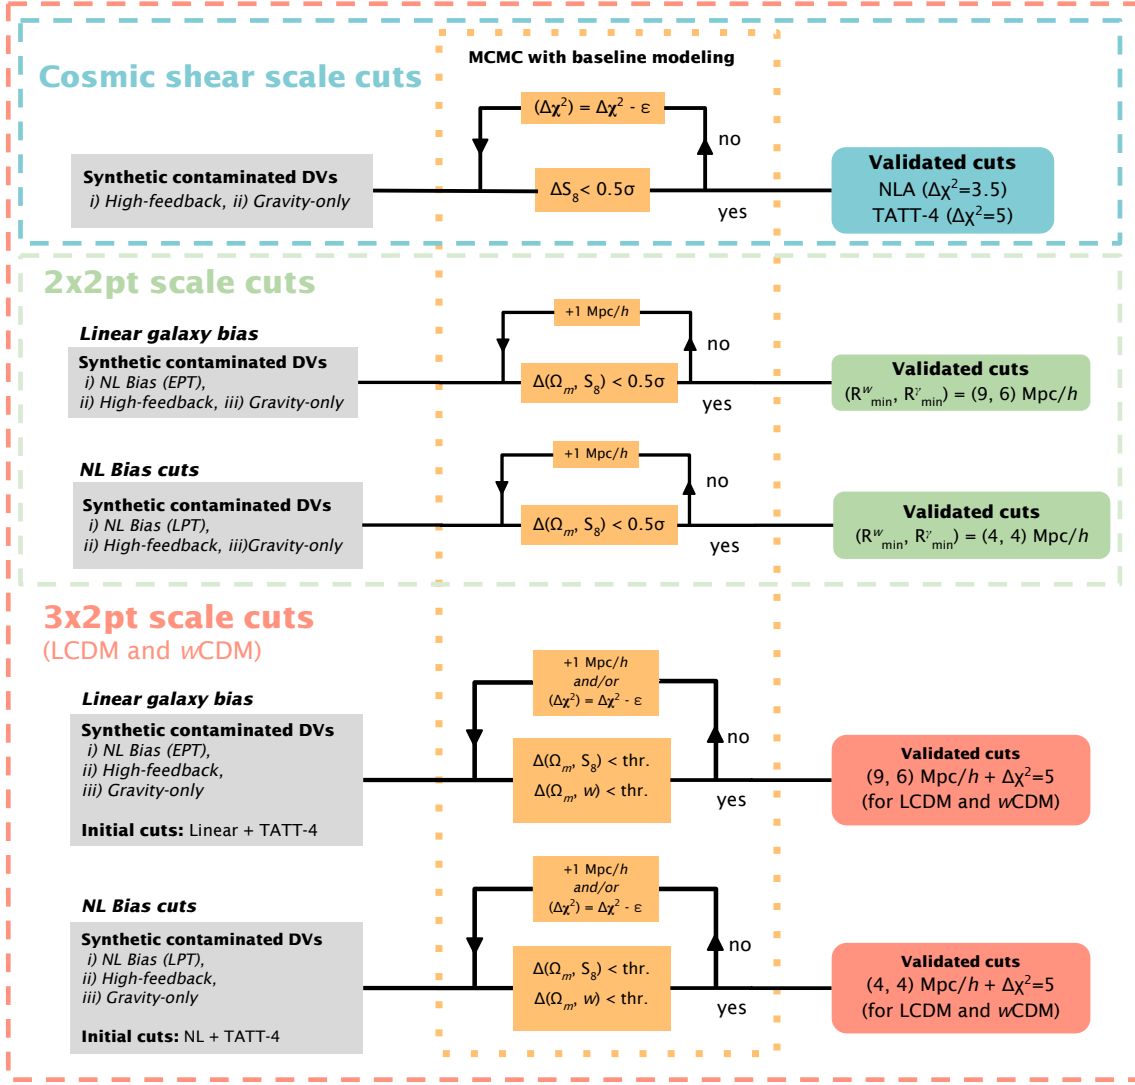 MCMC with baseline modeling
Cosmic shear scale cuts
(Δχ²) = Δχ² - ε
no
Synthetic contaminated DVs
i) High-feedback, ii) Gravity-only
ΔS₈< 0.5σ
yes
Validated cuts
NLA (Δχ²=3.5)
TATT-4 (Δχ²=5)
2x2pt scale cuts
Linear galaxy bias
+1 Mpc/h
no
Synthetic contaminated DVs
i) NL Bias (EPT),
ii) High-feedback, iii) Gravity-only
Δ(Ωₘ, S₈) < 0.5σ
yes
Validated cuts
(Rʷmin, Rᵞmin) = (9, 6) Mpc/h
NL Bias cuts
+1 Mpc/h
no
Synthetic contaminated DVs
i) NL Bias (LPT),
ii) High-feedback, iii)Gravity-only
Δ(Ωₘ, S₈) < 0.5σ
yes
Validated cuts
(Rʷmin, Rᵞmin) = (4, 4) Mpc/h
3x2pt scale cuts
(LCDM and wCDM)
Linear galaxy bias
+1 Mpc/h
and/or
(Δχ²) = Δχ² - ε
no
Synthetic contaminated DVs
i) NL Bias (EPT),
ii) High-feedback,
iii) Gravity-only
Initial cuts: Linear + TATT-4
Δ(Ωₘ, S₈) < thr.
Δ(Ωₘ, w) < thr.
yes
Validated cuts
(9, 6) Mpc/h + Δχ²=5
(for LCDM and wCDM)
NL Bias cuts
+1 Mpc/h
and/or
(Δχ²) = Δχ² - ε
no
Synthetic contaminated DVs
i) NL Bias (LPT),
ii) High-feedback,
iii) Gravity-only
Initial cuts: NL + TATT-4
Δ(Ωₘ, S₈) < thr.
Δ(Ωₘ, w) < thr.
yes
Validated cuts
(4, 4) Mpc/h + Δχ²=5
(for LCDM and wCDM)